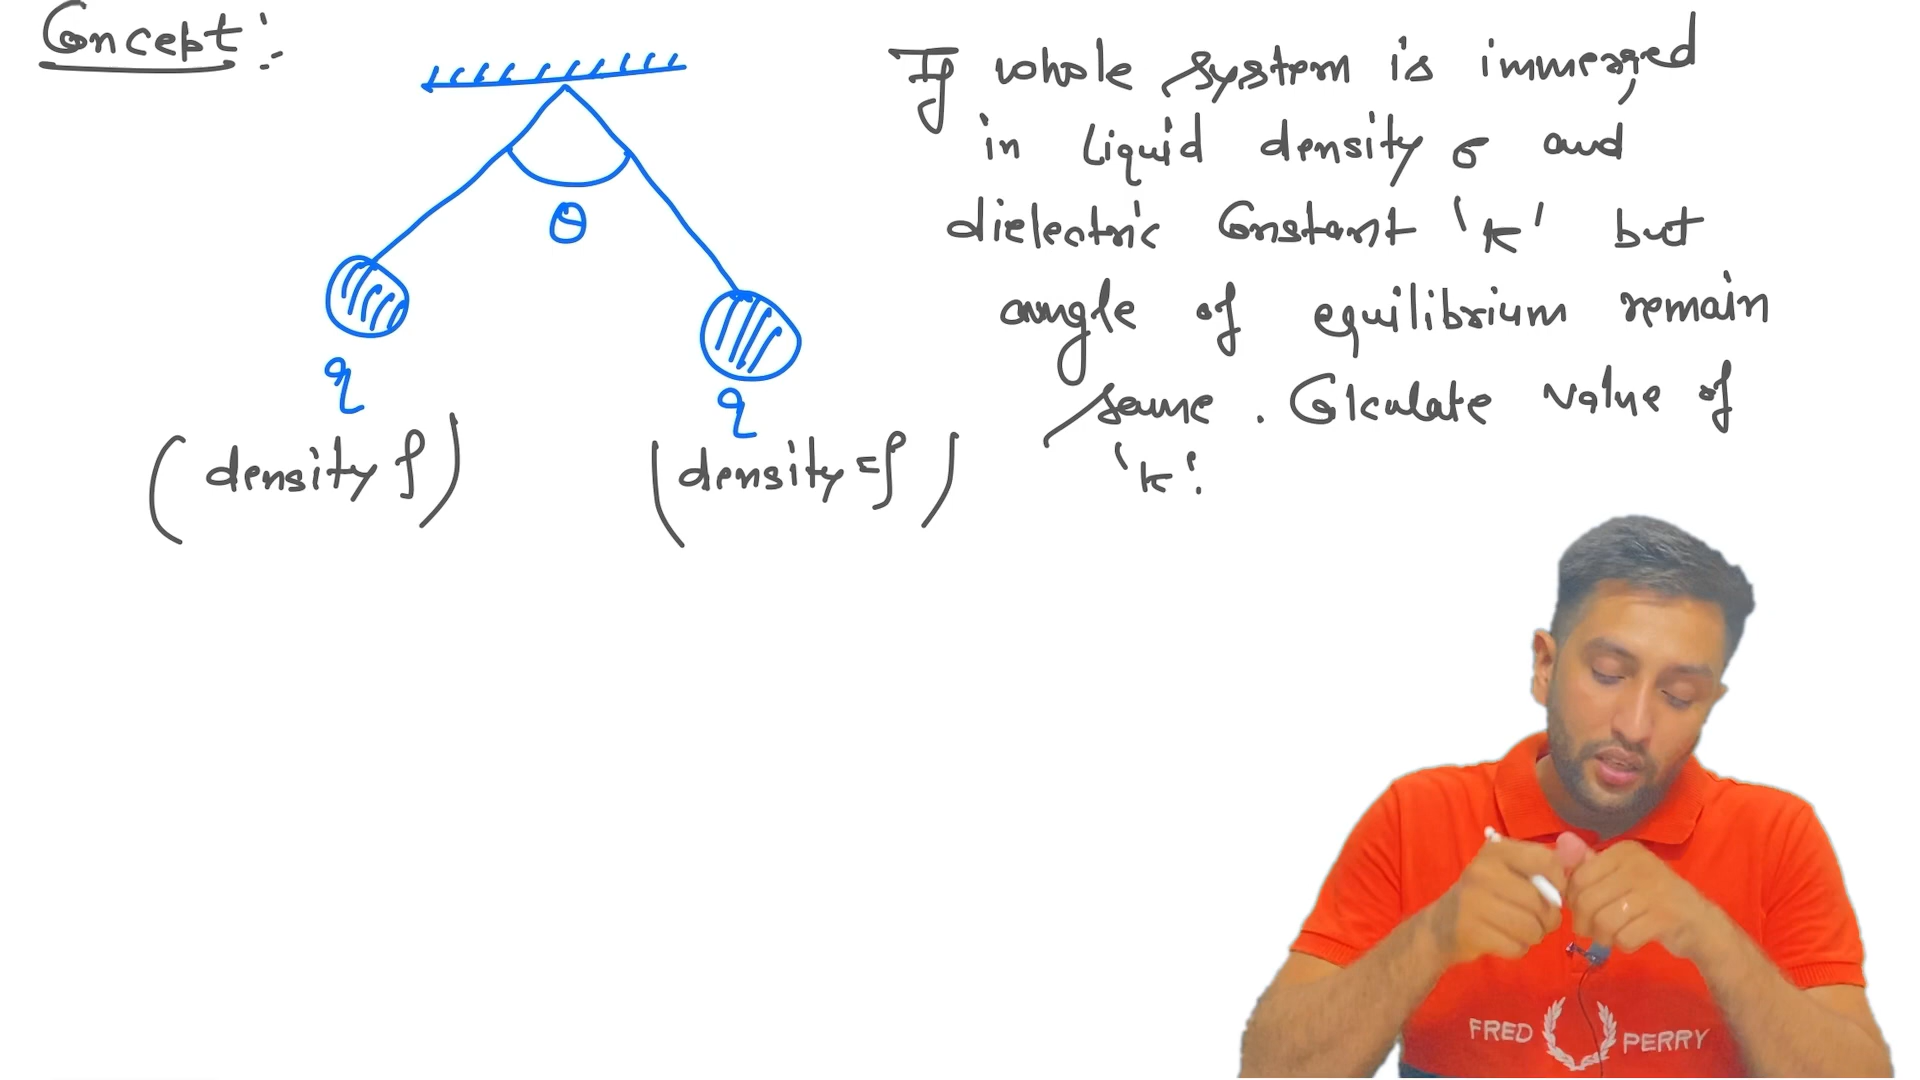 Concept :-
If whole system is immersed
in liquid density σ and
dielectric Constant 'k' but
angle of equilibrium remain
same . Calculate value of
'k'.
θ
q
q
(density ρ)
(density = ρ)
FRED PERRY